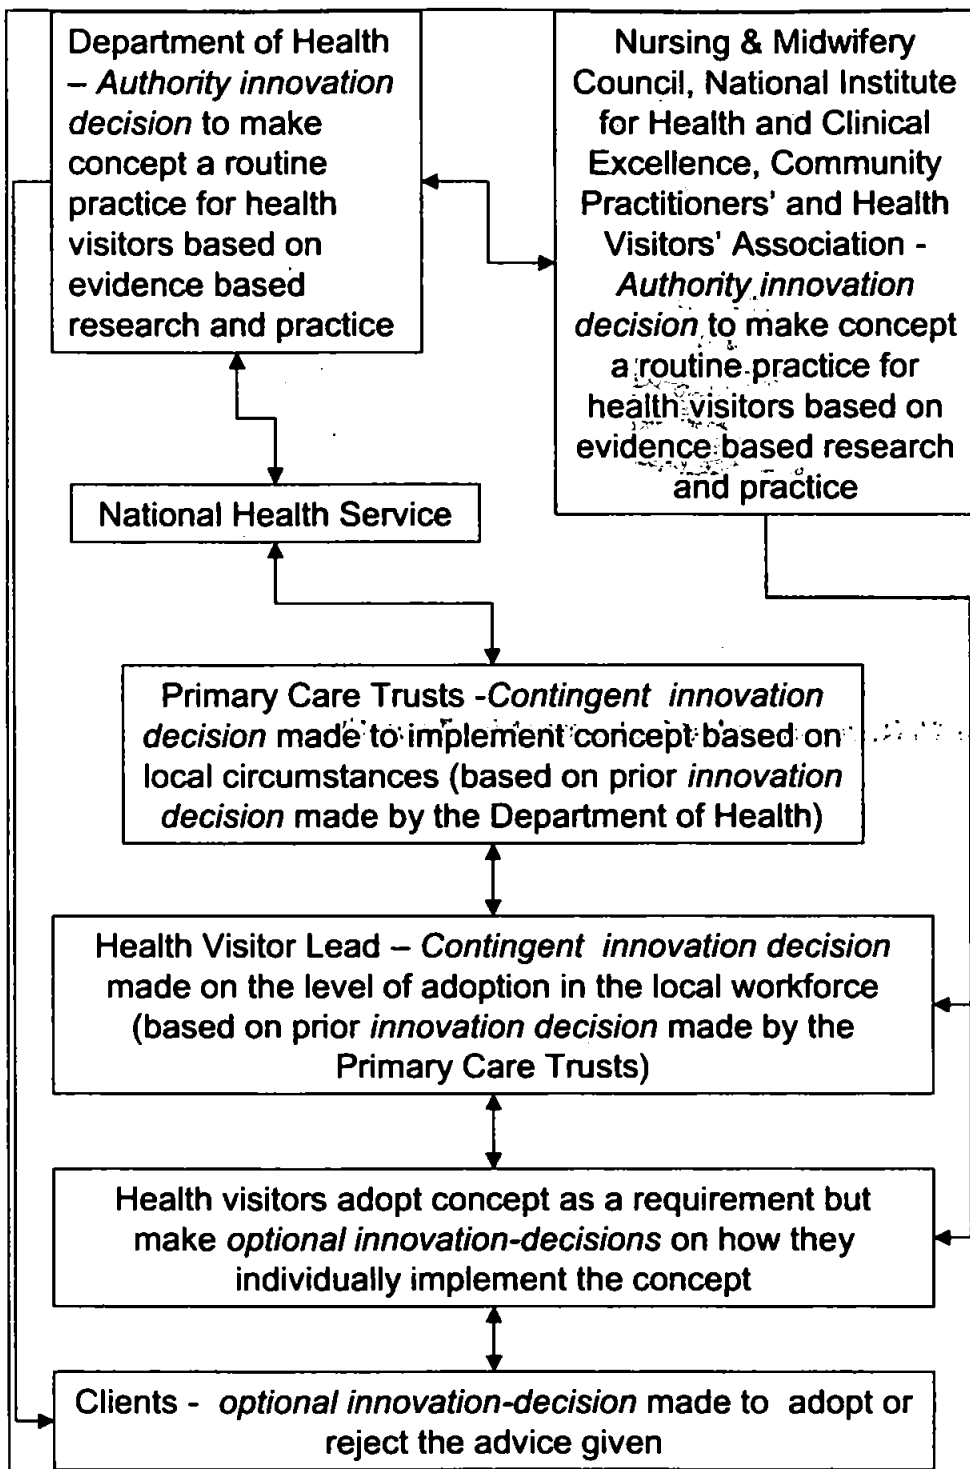 Department of Health
– Authority innovation
decision to make
concept a routine
practice for health
visitors based on
evidence based
research and practice
Nursing & Midwifery
Council, National Institute
for Health and Clinical
Excellence, Community
Practitioners' and Health
Visitors' Association -
Authority innovation
decision to make concept
a routine practice for
health visitors based on
evidence based research
and practice
National Health Service
Primary Care Trusts -Contingent innovation
decision made to implement concept based on
local circumstances (based on prior innovation
decision made by the Department of Health)
Health Visitor Lead – Contingent innovation decision
made on the level of adoption in the local workforce
(based on prior innovation decision made by the
Primary Care Trusts)
Health visitors adopt concept as a requirement but
make optional innovation-decisions on how they
individually implement the concept
Clients - optional innovation-decision made to adopt or
reject the advice given